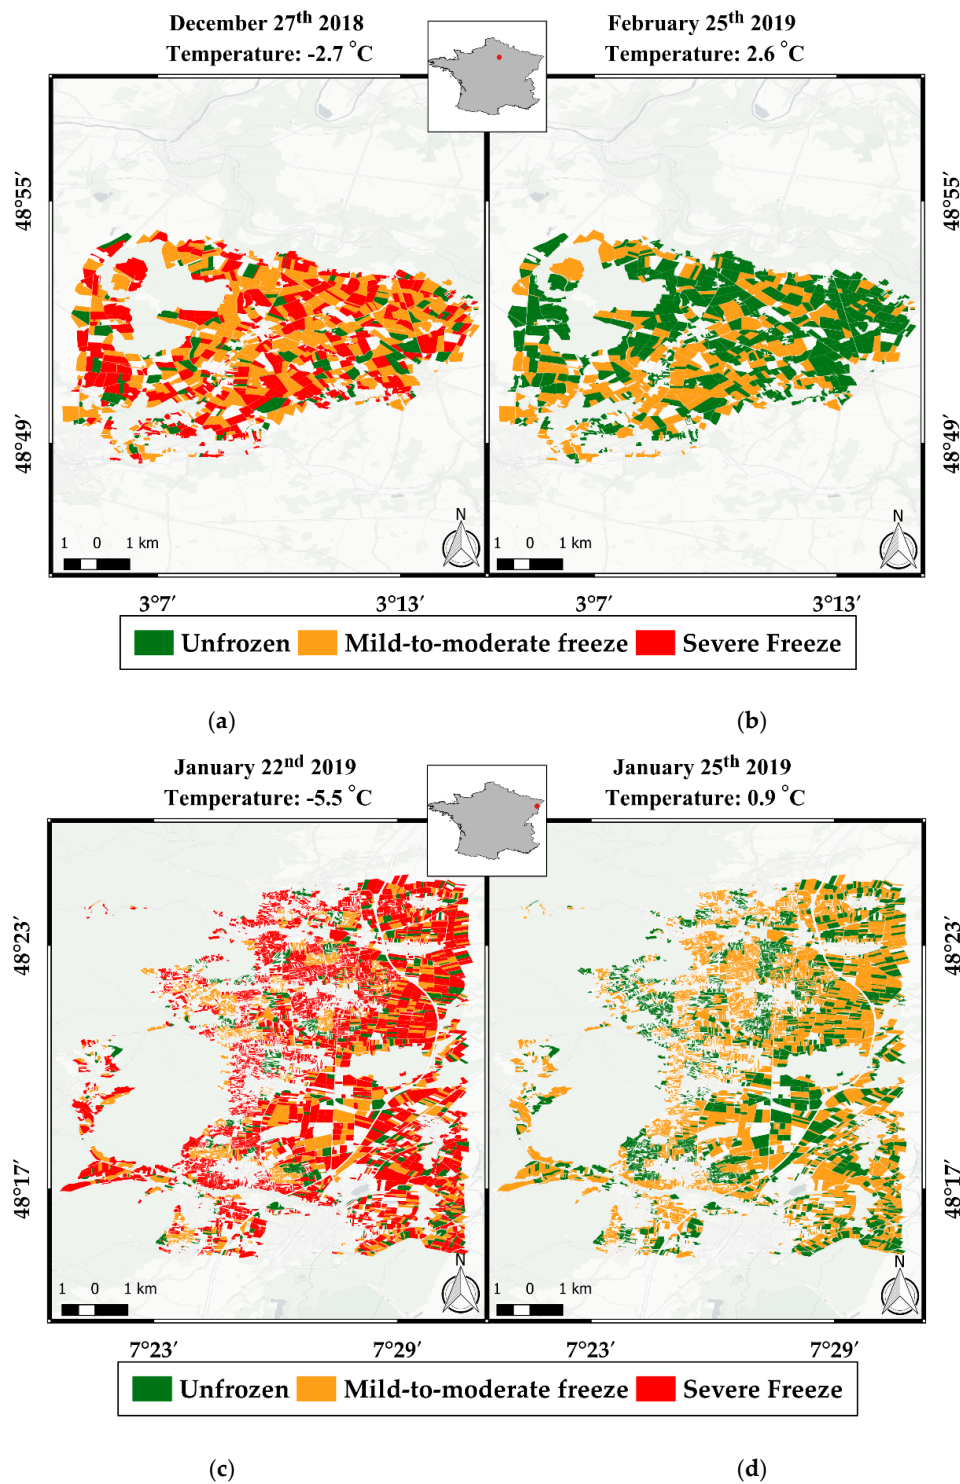 December 27th 2018
Temperature: -2.7 °C
February 25th 2019
Temperature: 2.6 °C
48°55′
48°55′
48°49′
48°49′
N
N
1 0 1 km
1 0 1 km
3°7′
3°13′
3°7′
3°13′
Unfrozen Mild-to-moderate freeze Severe Freeze
(a)
(b)
January 22nd 2019
Temperature: -5.5 °C
January 25th 2019
Temperature: 0.9 °C
48°23′
48°23′
48°17′
48°17′
N
N
1 0 1 km
1 0 1 km
7°23′
7°29′
7°23′
7°29′
Unfrozen Mild-to-moderate freeze Severe Freeze
(c)
(d)